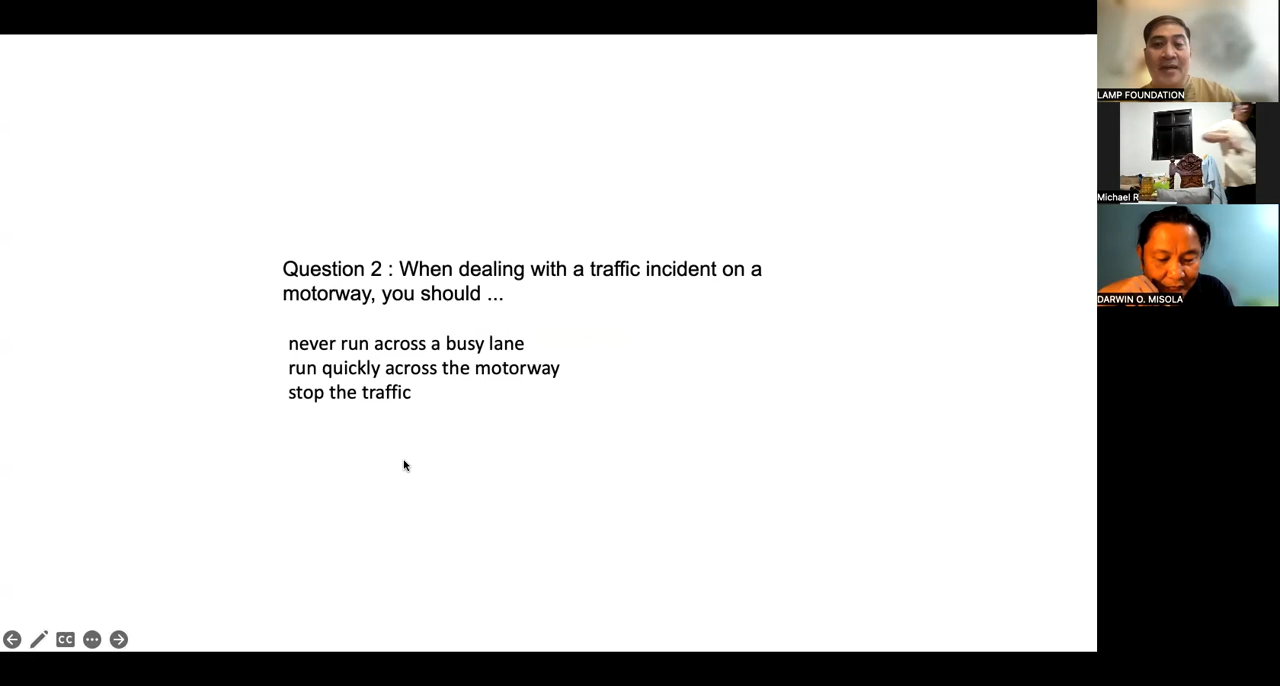 Question 2 : When dealing with a traffic incident on a
motorway, you should ...
never run across a busy lane
run quickly across the motorway
stop the traffic
LAMP FOUNDATION
Michael R
DARWIN O. MISOLA
CC